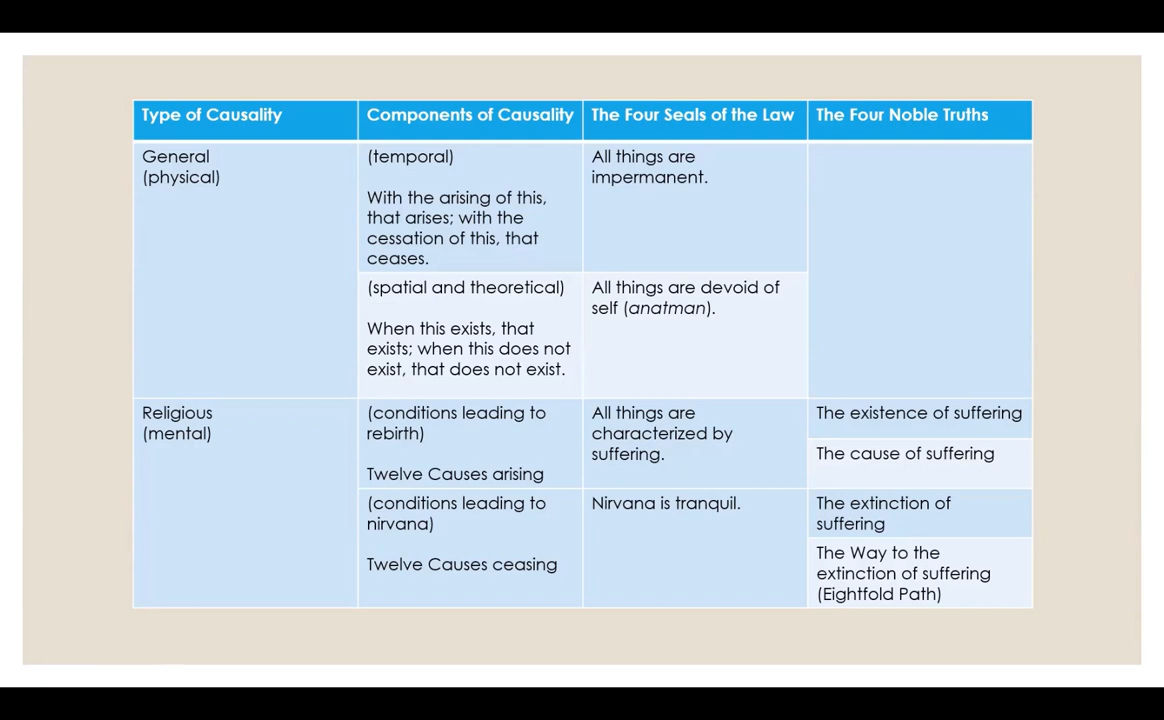 Type of Causality
Components of Causality
The Four Seals of the Law
The Four Noble Truths
General
(physical)
(temporal)
With the arising of this,
that arises; with the
cessation of this, that
ceases.
All things are
impermanent.
(spatial and theoretical)
When this exists, that
exists; when this does not
exist, that does not exist.
All things are devoid of
self (anatman).
Religious
(mental)
(conditions leading to
rebirth)
Twelve Causes arising
All things are
characterized by
suffering.
The existence of suffering
The cause of suffering
(conditions leading to
nirvana)
Twelve Causes ceasing
Nirvana is tranquil.
The extinction of
suffering
The Way to the
extinction of suffering
(Eightfold Path)